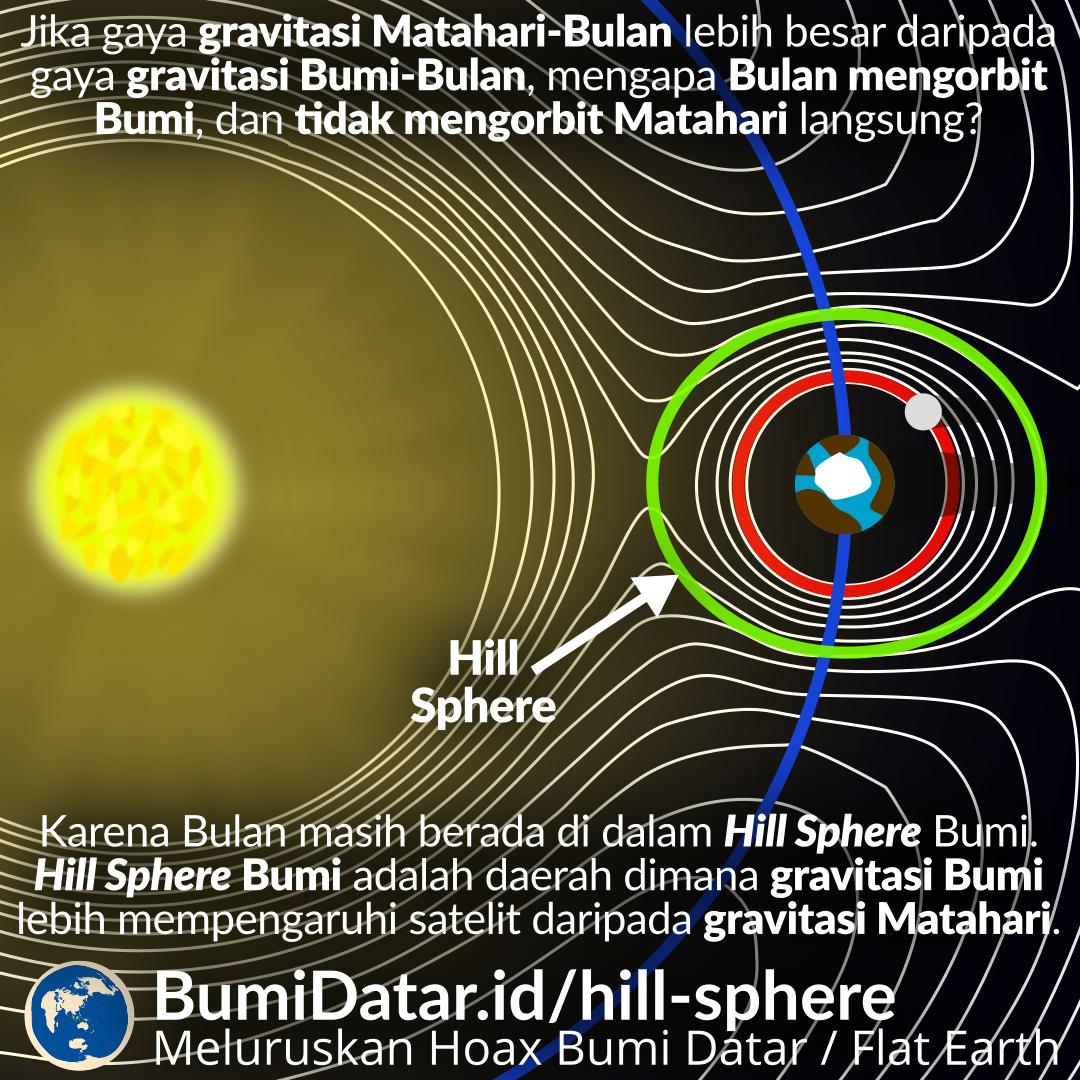 Jika gaya gravitasi Matahari-Bulan lebih besar daripada
gaya gravitasi Bumi-Bulan, mengapa Bulan mengorbit
Bumi, dan tidak mengorbit Matahari langsung?
Hill
Sphere
Karena Bulan masih berada di dalam Hill Sphere Bumi.
Hill Sphere Bumi adalah daerah dimana gravitasi Bumi
lebih mempengaruhi satelit daripada gravitasi Matahari.
BumiDatar.id/hill-sphere
Meluruskan Hoax Bumi Datar / Flat Earth